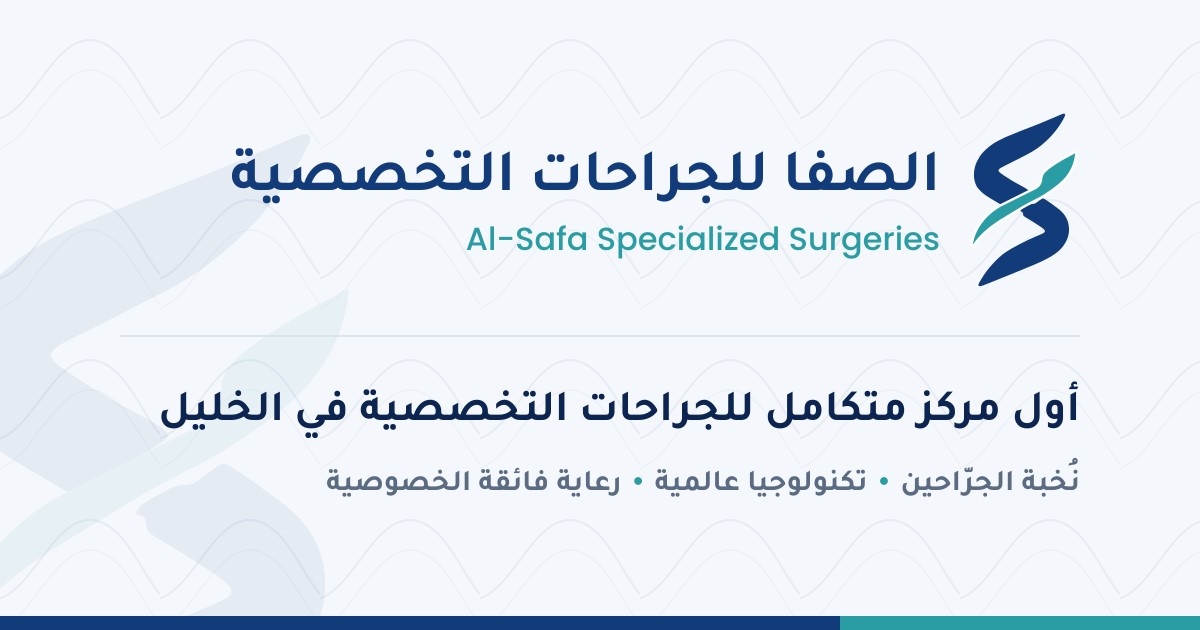 الصفا للجراحات التخصصية
Al-Safa Specialized Surgeries
أول مركز متكامل للجراحات التخصصية في الخليل
نُخبة الجرّاحين • تكنولوجيا عالمية • رعاية فائقة الخصوصية